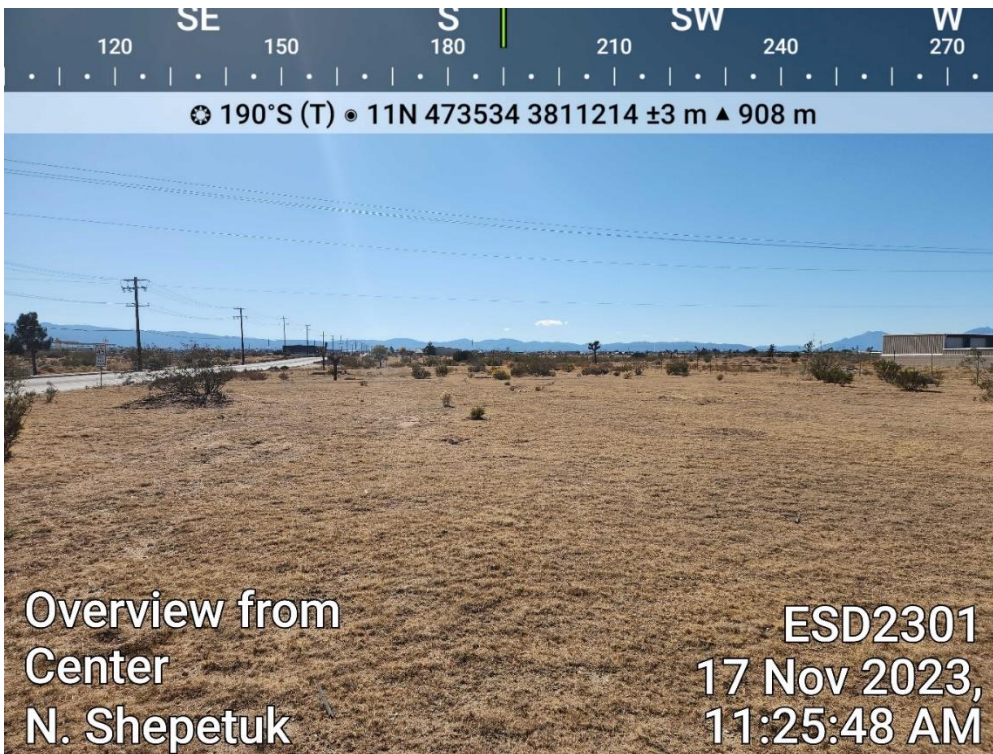 SE S SW W
120 150 180 210 240 270
190°S (T) ◉ 11N 473534 3811214 ±3 m ▲ 908 m
Overview from
Center
N. Shepetuk
ESD2301
17 Nov 2023,
11:25:48 AM